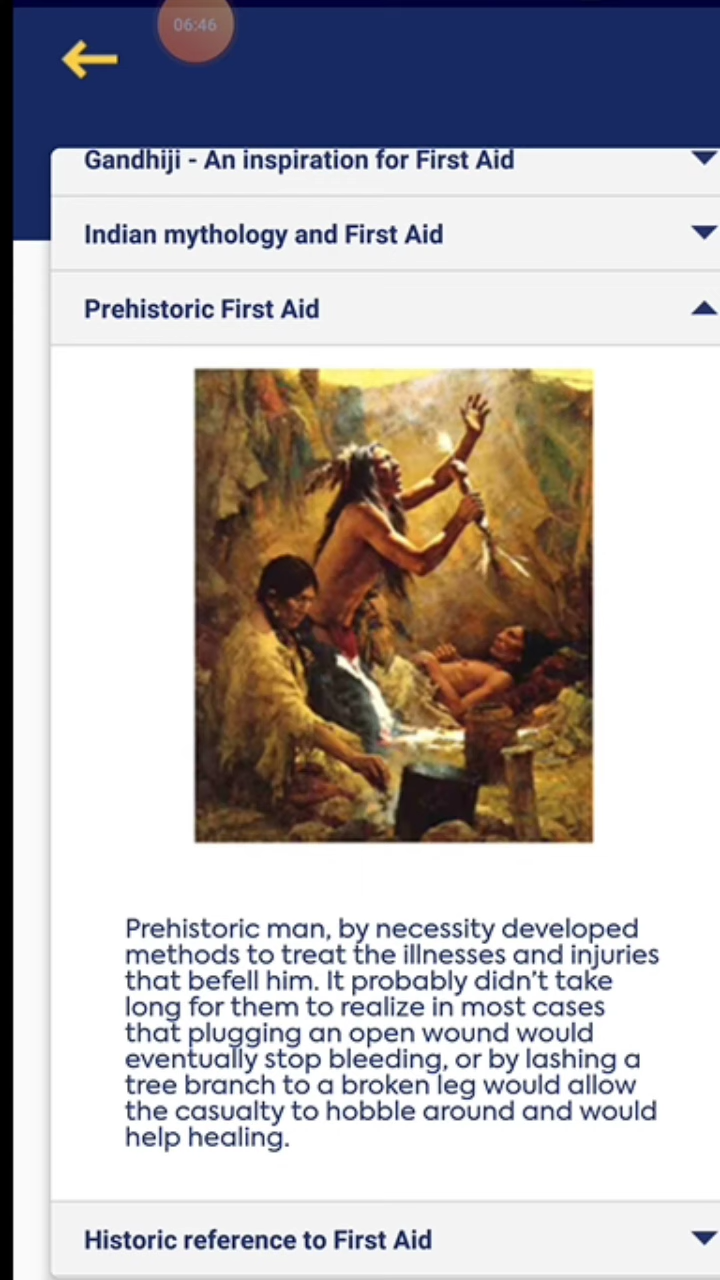 06:46
Gandhiji - An inspiration for First Aid
Indian mythology and First Aid
Prehistoric First Aid
Prehistoric man, by necessity developed
methods to treat the illnesses and injuries
that befell him. It probably didn't take
long for them to realize in most cases
that plugging an open wound would
eventually stop bleeding, or by lashing a
tree branch to a broken leg would allow
the casualty to hobble around and would
help healing.
Historic reference to First Aid